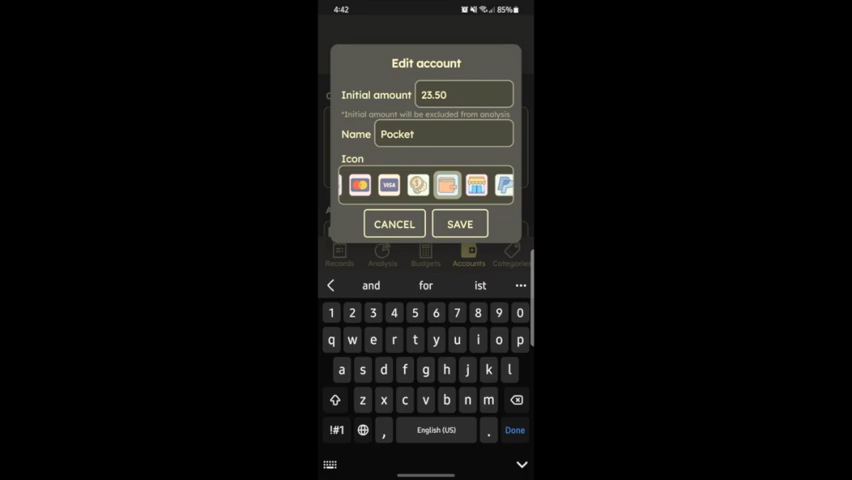 4:42
85%
Edit account
Initial amount 23.50
*Initial amount will be excluded from analysis
Name Pocket
Icon
VISA
CANCEL SAVE
Records Analysis Budgets Accounts Categories
and for ist
1 2 3 4 5 6 7 8 9 0
q w e r t y u i o p
a s d f g h j k l
z x c v b n m
!#1 , English (US) . Done